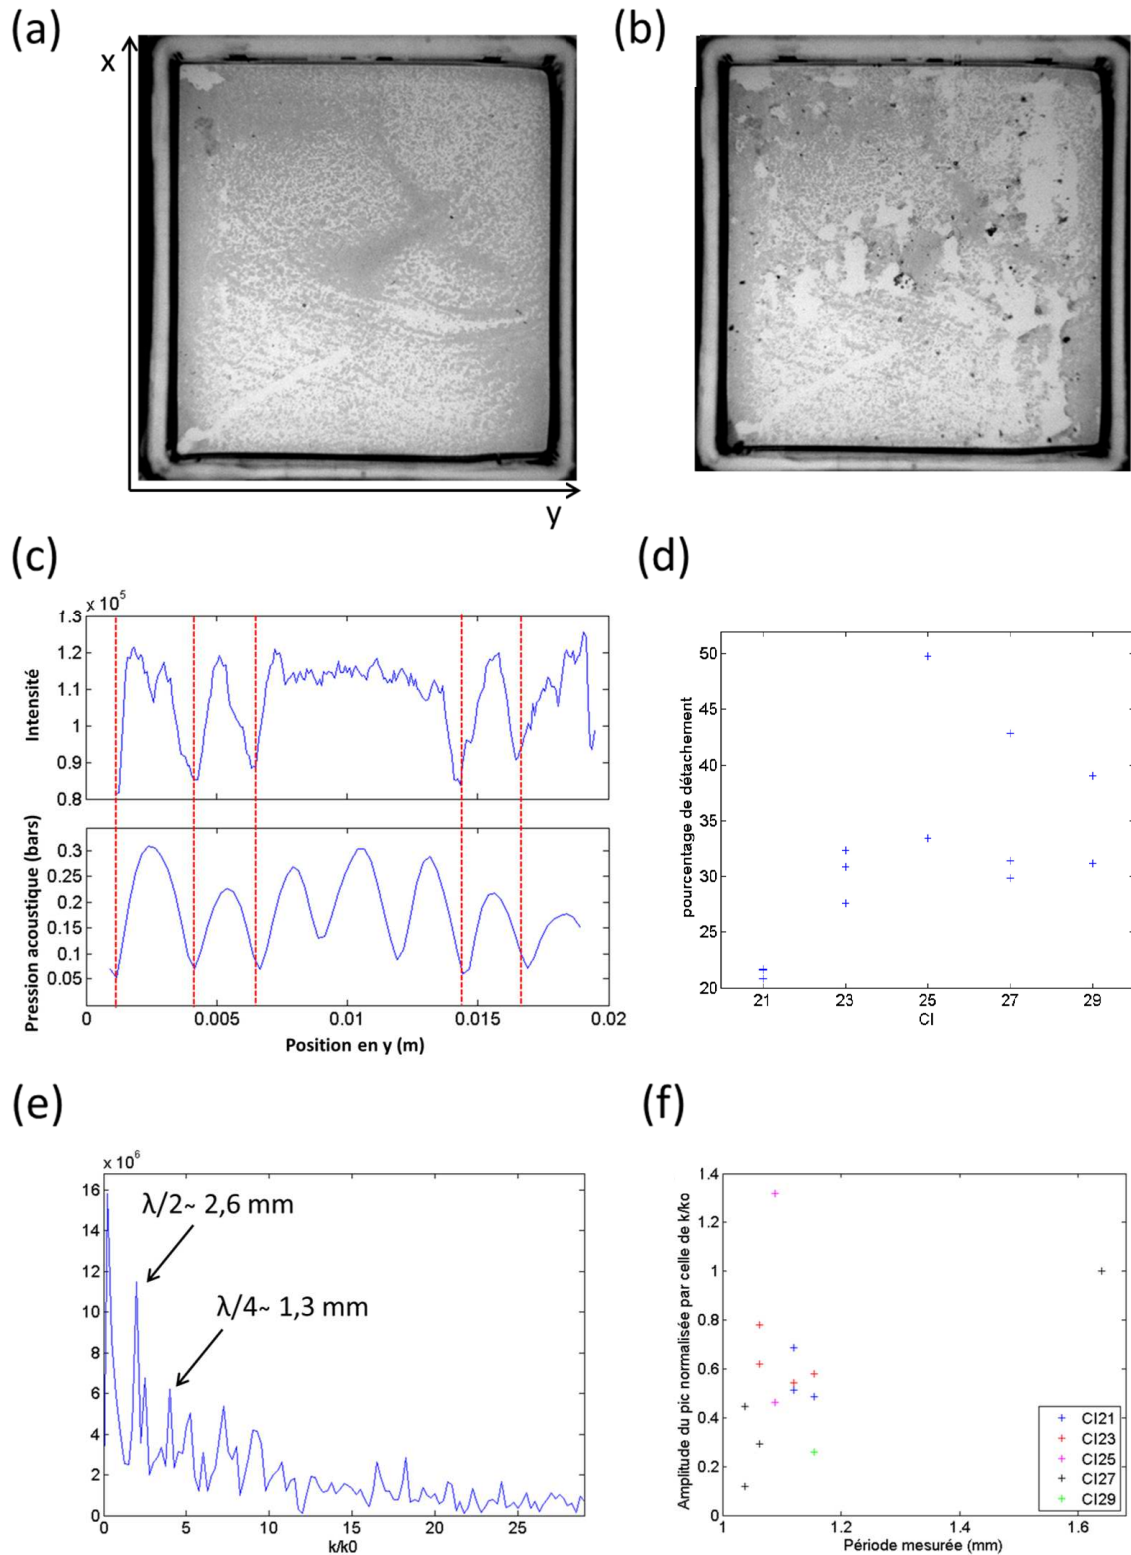 (a)
(b)
x
y
(c)
(d)
x 10⁵
1.3
1.2
1.1
1
0.9
0.8
Intensité
0.3
0.25
0.2
0.15
0.1
0.05
Pression acoustique (bars)
0 0.005 0.01 0.015 0.02
Position en y (m)
50
45
40
35
30
25
20
pourcentage de détachement
21 23 25 27 29
CI
(e)
(f)
x 10⁶
16
14
12
10
8
6
4
2
0
λ/2~ 2,6 mm
λ/4~ 1,3 mm
0 5 10 15 20 25
k/k0
1.4
1.2
1
0.8
0.6
0.4
0.2
0
Amplitude du pic normalisée par celle de k/ko
CI21
CI23
CI25
CI27
CI29
1 1.2 1.4 1.6
Période mesurée (mm)